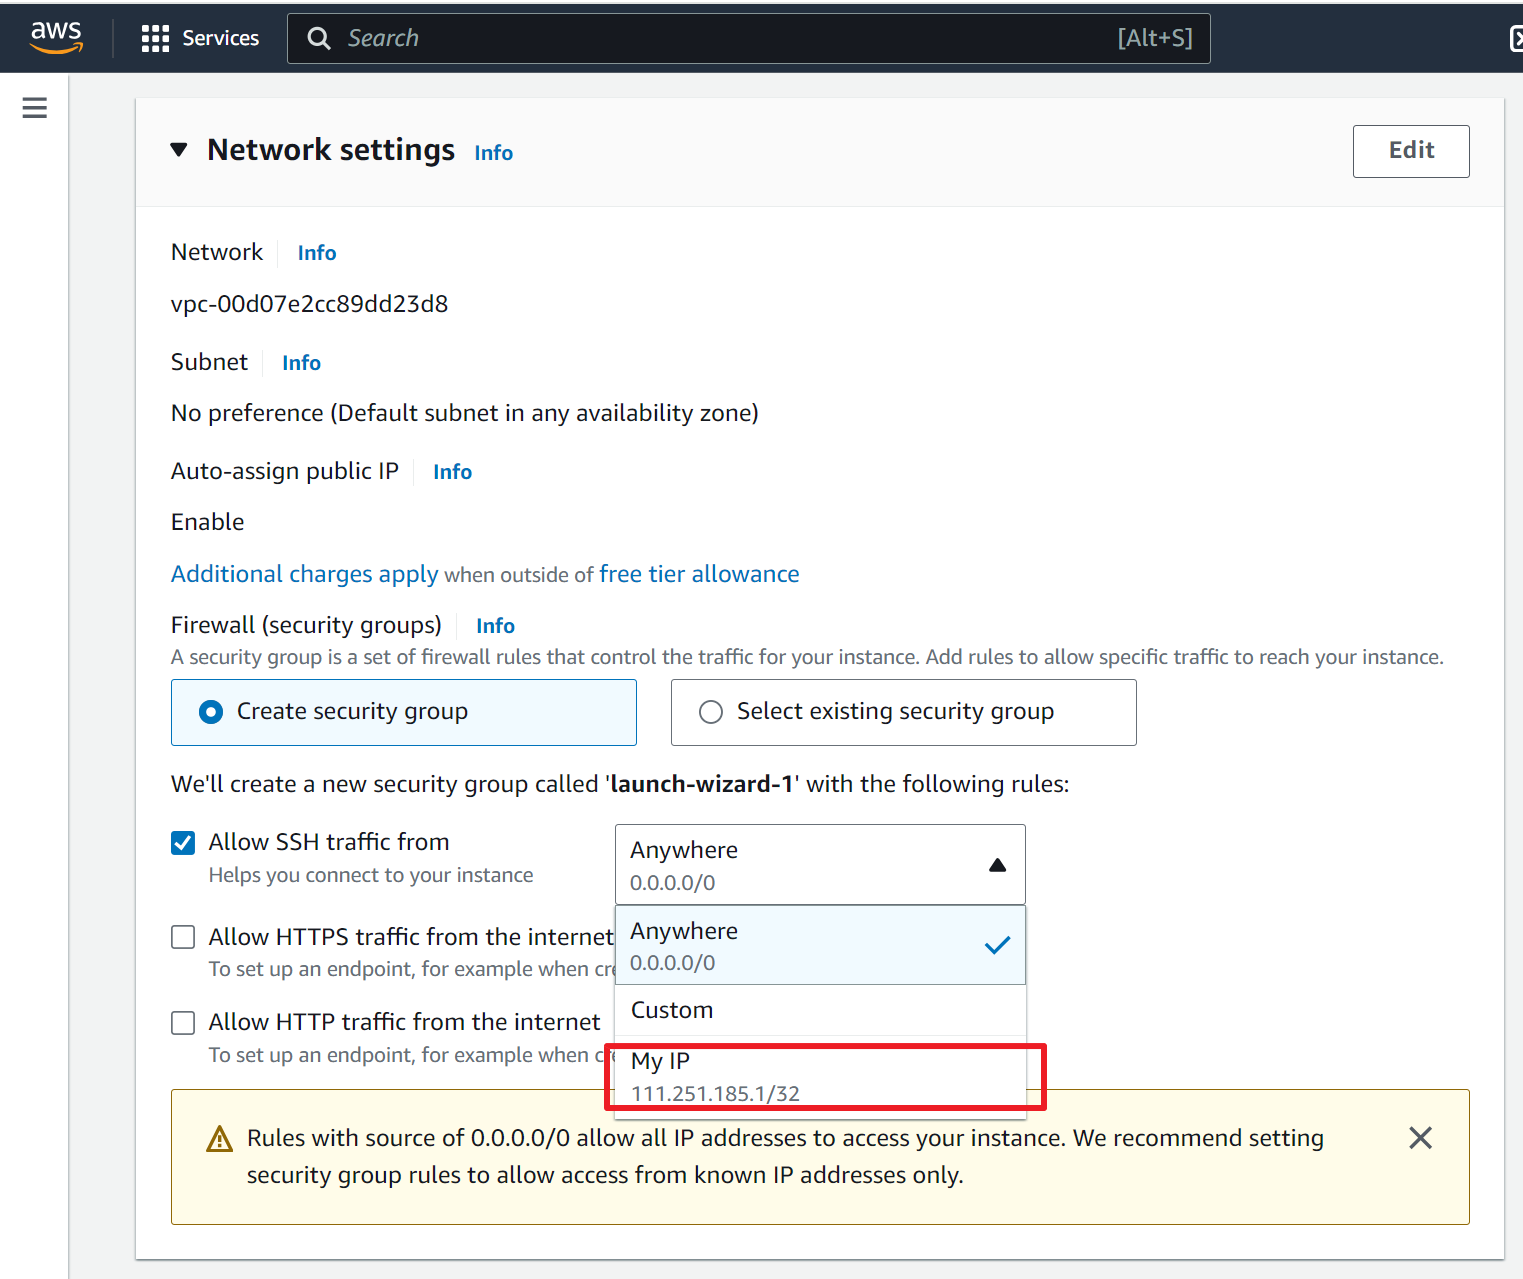 aws
Services
Search
[Alt+S]
Network settings Info
Edit
Network Info
vpc-00d07e2cc89dd23d8
Subnet Info
No preference (Default subnet in any availability zone)
Auto-assign public IP Info
Enable
Additional charges apply when outside of free tier allowance
Firewall (security groups) Info
A security group is a set of firewall rules that control the traffic for your instance. Add rules to allow specific traffic to reach your instance.
Create security group
Select existing security group
We'll create a new security group called 'launch-wizard-1' with the following rules:
Allow SSH traffic from
Helps you connect to your instance
Anywhere
0.0.0.0/0
Allow HTTPS traffic from the internet
To set up an endpoint, for example when
Anywhere
0.0.0.0/0
Custom
Allow HTTP traffic from the internet
To set up an endpoint, for example when
My IP
111.251.185.1/32
Rules with source of 0.0.0.0/0 allow all IP addresses to access your instance. We recommend setting
security group rules to allow access from known IP addresses only.